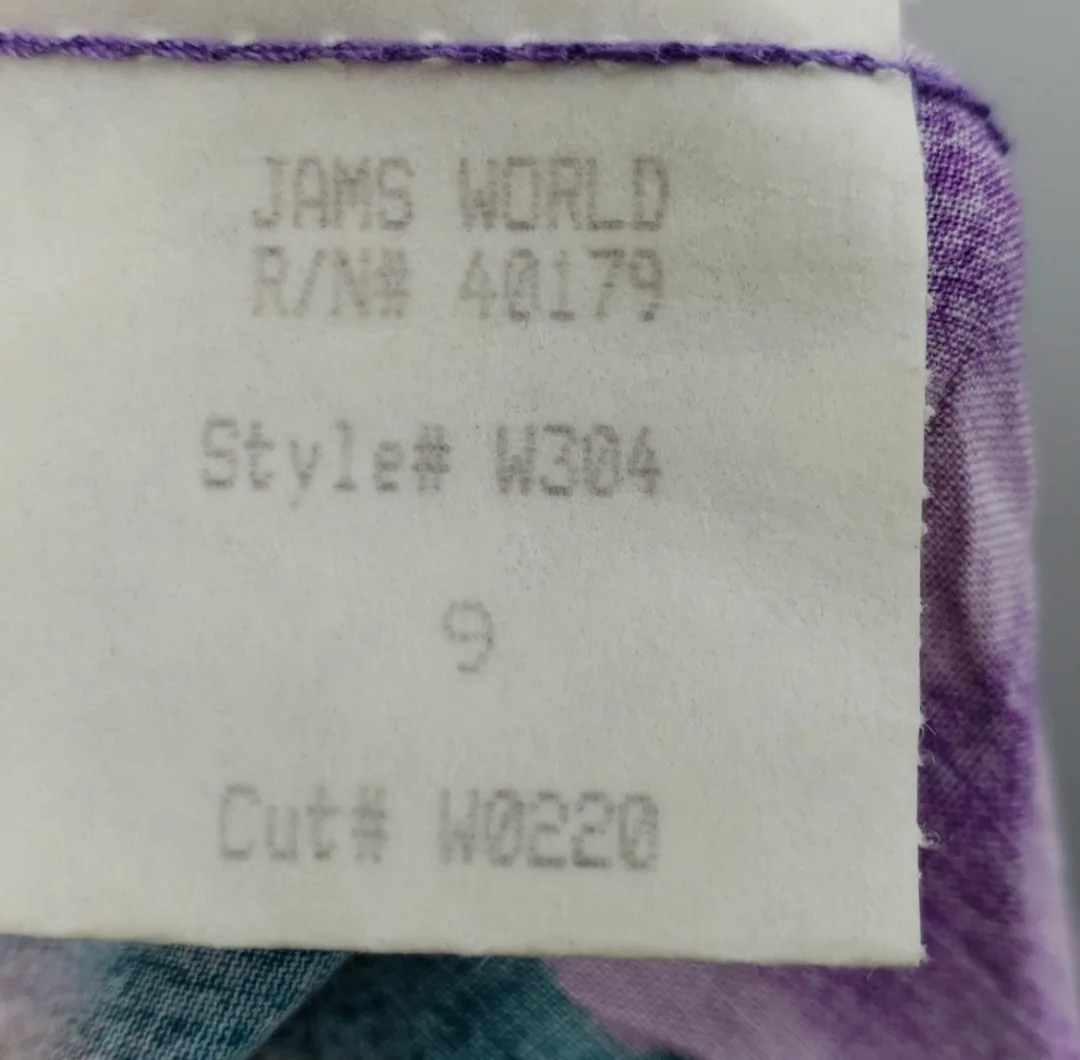 JAMS WORLD
R/N# 40179
Style# W304
9
Cut# W0220